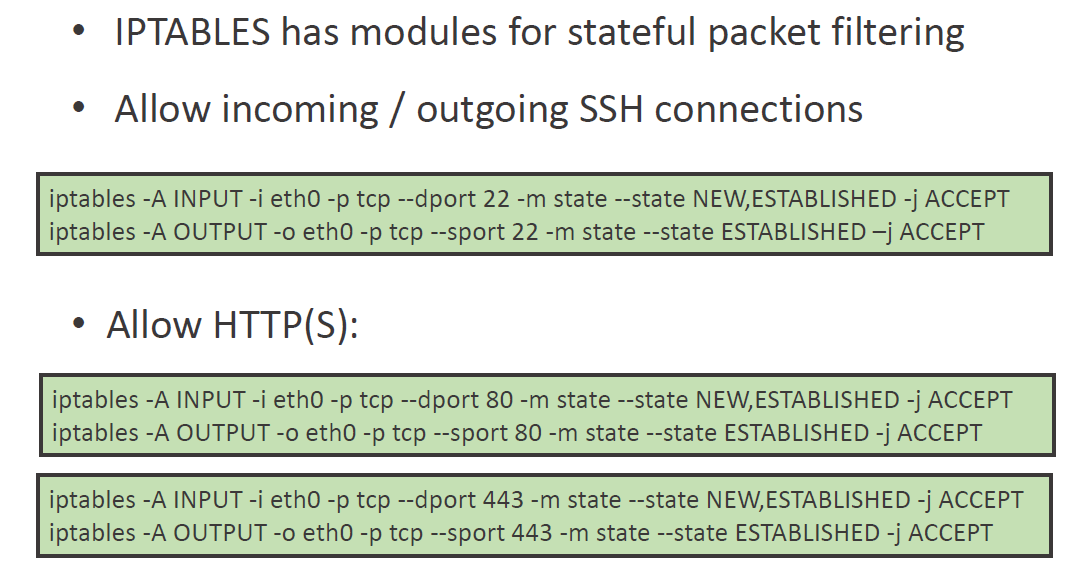 • IPTABLES has modules for stateful packet filtering
• Allow incoming / outgoing SSH connections
iptables -A INPUT -i eth0 -p tcp --dport 22 -m state --state NEW,ESTABLISHED -j ACCEPT
iptables -A OUTPUT -o eth0 -p tcp --sport 22 -m state --state ESTABLISHED –j ACCEPT
• Allow HTTP(S):
iptables -A INPUT -i eth0 -p tcp --dport 80 -m state --state NEW,ESTABLISHED -j ACCEPT
iptables -A OUTPUT -o eth0 -p tcp --sport 80 -m state --state ESTABLISHED -j ACCEPT
iptables -A INPUT -i eth0 -p tcp --dport 443 -m state --state NEW,ESTABLISHED -j ACCEPT
iptables -A OUTPUT -o eth0 -p tcp --sport 443 -m state --state ESTABLISHED -j ACCEPT